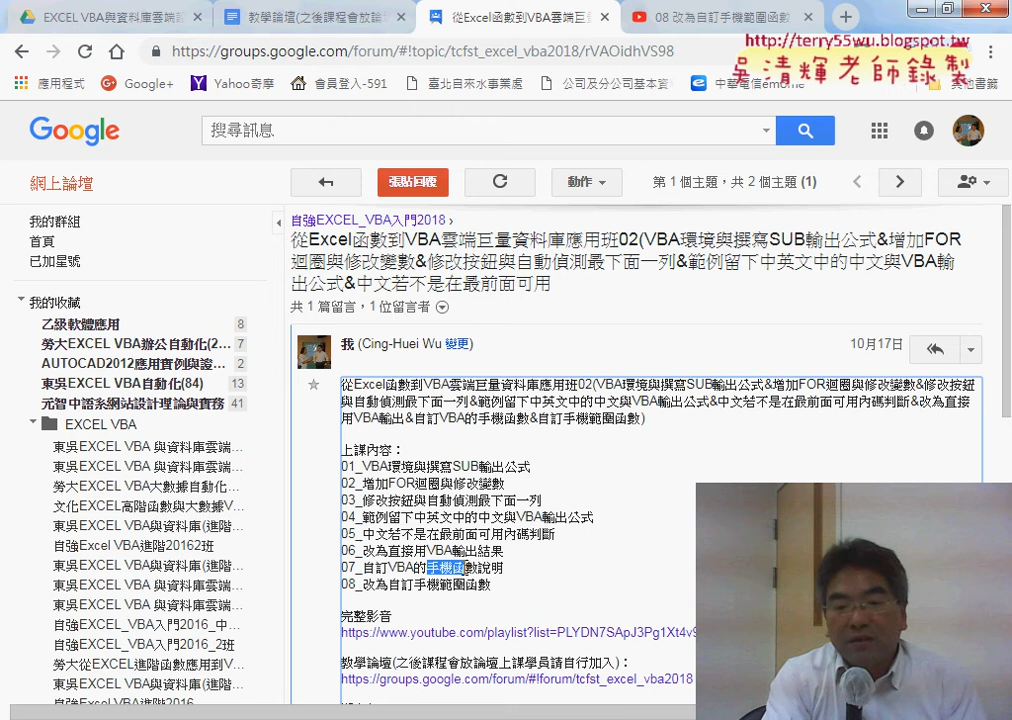 EXCEL VBA與資料庫雲端
教學論壇(之後課程會放論
從Excel函數到VBA雲端巨
08 改為自訂手機範圍函數
https://groups.google.com/forum/#!topic/tcfst_excel_vba2018/rVAOidhVS98
http://terry55wu.blogspot.tw
吳清輝老師錄製
應用程式
Google+
Yahoo奇摩
會員登入-591
臺北自來水事業處
公司及分公司
中華電信emome
其他書籤
Google
搜尋訊息
網上論壇
張貼回覆
動作
第 1 個主題，共 2 個主題 (1)
我的群組
首頁
已加星號
我的收藏
乙級軟體應用 8
勞大EXCEL VBA辦公自動化(2... 7
AUTOCAD2012應用實例與證... 2
東吳EXCEL VBA自動化(84) 13
元智中語系網站設計理論與實務 41
EXCEL VBA
東吳EXCEL VBA 與資料庫雲端...
東吳EXCEL VBA 與資料庫雲端...
勞大EXCEL VBA大數據自動化...
文化EXCEL高階函數與大數據V...
東吳EXCEL VBA與資料庫(進階...
自強Excel VBA進階20162班
東吳EXCEL VBA與資料庫(進階...
東吳EXCEL VBA與資料庫(進階...
東吳EXCEL VBA 與資料庫雲端...
自強EXCEL_VBA入門2016_中...
自強EXCEL_VBA入門2016_2班
勞大從EXCEL進階函數應用到V...
東吳EXCEL VBA與資料庫(進階...
自強EXCEL VBA進階2016
自強EXCEL_VBA入門2018 ›
從Excel函數到VBA雲端巨量資料庫應用班02(VBA環境與撰寫SUB輸出公式&增加FOR
迴圈與修改變數&修改按鈕與自動偵測最下面一列&範例留下中英文中的中文與VBA輸
出公式&中文若不是在最前面可用
共 1 篇留言，1 位留言者
我 (Cing-Huei Wu 變更)
10月17日
從Excel函數到VBA雲端巨量資料庫應用班02(VBA環境與撰寫SUB輸出公式&增加FOR迴圈與修改變數&修改按鈕
與自動偵測最下面一列&範例留下中英文中的中文與VBA輸出公式&中文若不是在最前面可用內碼判斷&改為直接
用VBA輸出&自訂VBA的手機函數&自訂手機範圍函數)
上課內容：
01_VBA環境與撰寫SUB輸出公式
02_增加FOR迴圈與修改變數
03_修改按鈕與自動偵測最下面一列
04_範例留下中英文中的中文與VBA輸出公式
05_中文若不是在最前面可用內碼判斷
06_改為直接用VBA輸出結果
07_自訂VBA的手機函數說明
08_改為自訂手機範圍函數
完整影音
https://www.youtube.com/playlist?list=PLYDN7SApJ3Pg1Xt4v9
教學論壇(之後課程會放論壇上課學員請自行加入)：
https://groups.google.com/forum/#!forum/tcfst_excel_vba2018